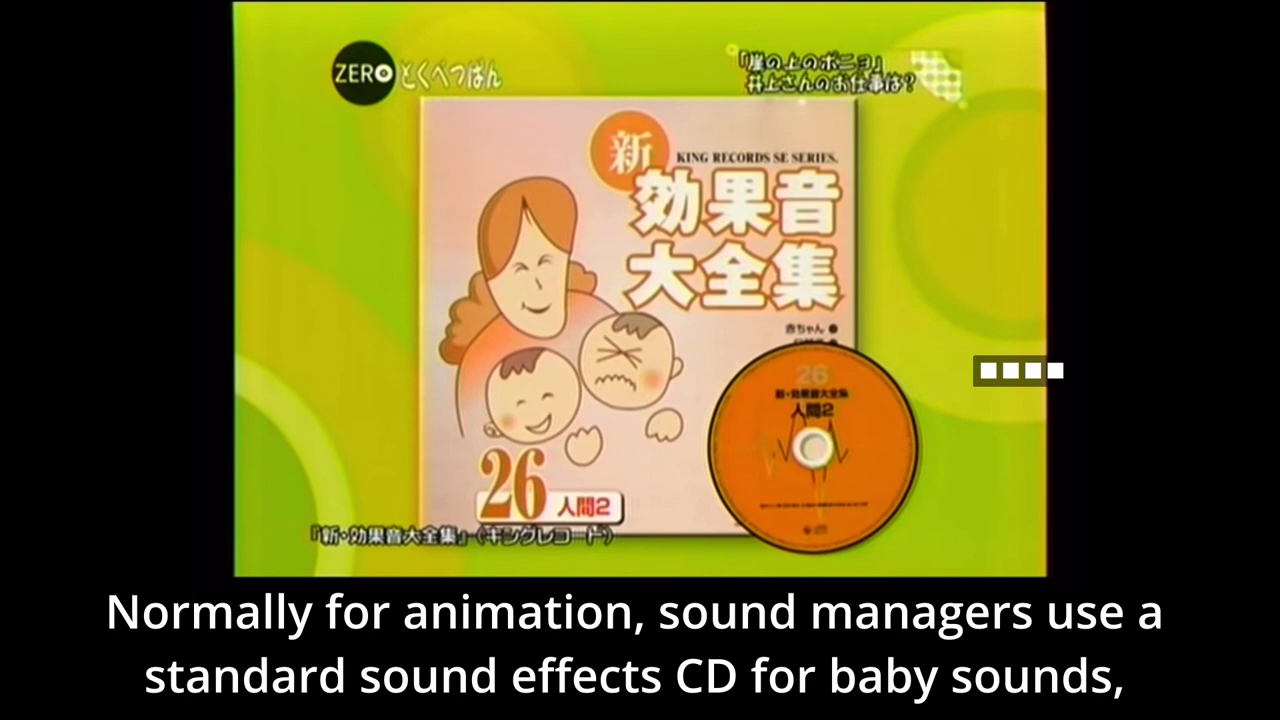 ZERO とくべつばん
『崖の上のポニョ』
井上さんのお仕事は?
新
KING RECORDS SE SERIES.
効果音
大全集
赤ちゃん ●
26
新・効果音大全集
人間2
26 人間2
『新・効果音大全集』(キングレコード)
Normally for animation, sound managers use a
standard sound effects CD for baby sounds,